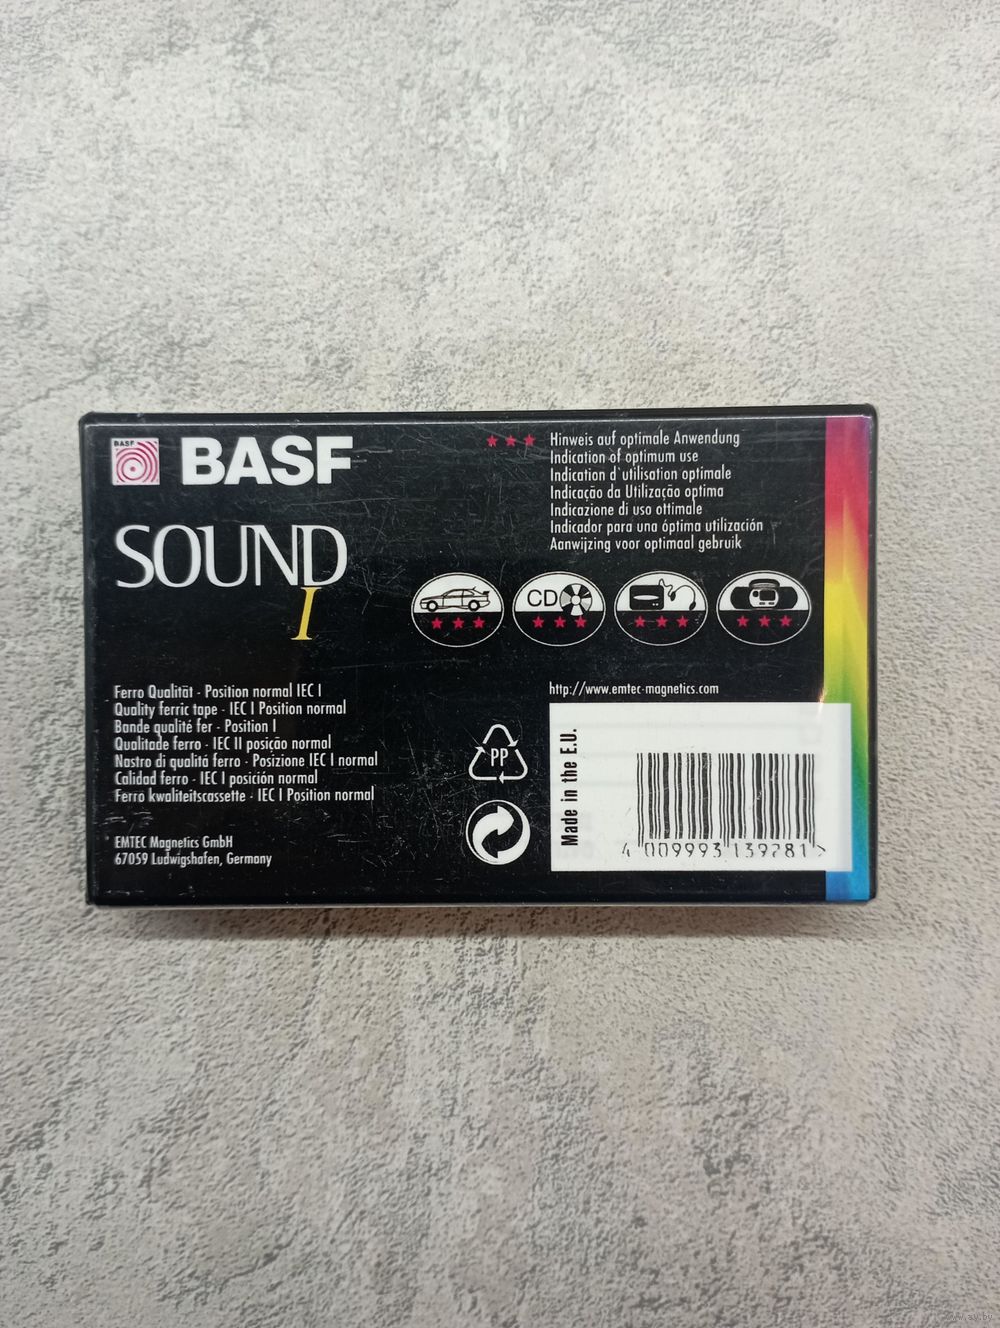 BASF
BASF
SOUND
I
★ ★ ★ Hinweis auf optimale Anwendung
Indication of optimum use
Indication d'utilisation optimale
Indicação da Utilização optima
Indicazione di uso ottimale
Indicador para una óptima utilización
Aanwijzing voor optimaal gebruik
CD
Ferro Qualität - Position normal IEC I
Quality ferric tape - IEC I Position normal
Bande qualité fer - Position I
Qualitade ferro - IEC II posição normal
Nastro di qualitá ferro - Posizione IEC I normal
Calidad ferro - IEC I posición normal
Ferro kwaliteitscassette - IEC I Position normal
EMTEC Magnetics GmbH
67059 Ludwigshafen, Germany
PP
http://www.emtec-magnetics.com
Made in the E.U.
4 009993 139281 >
www.ay.by